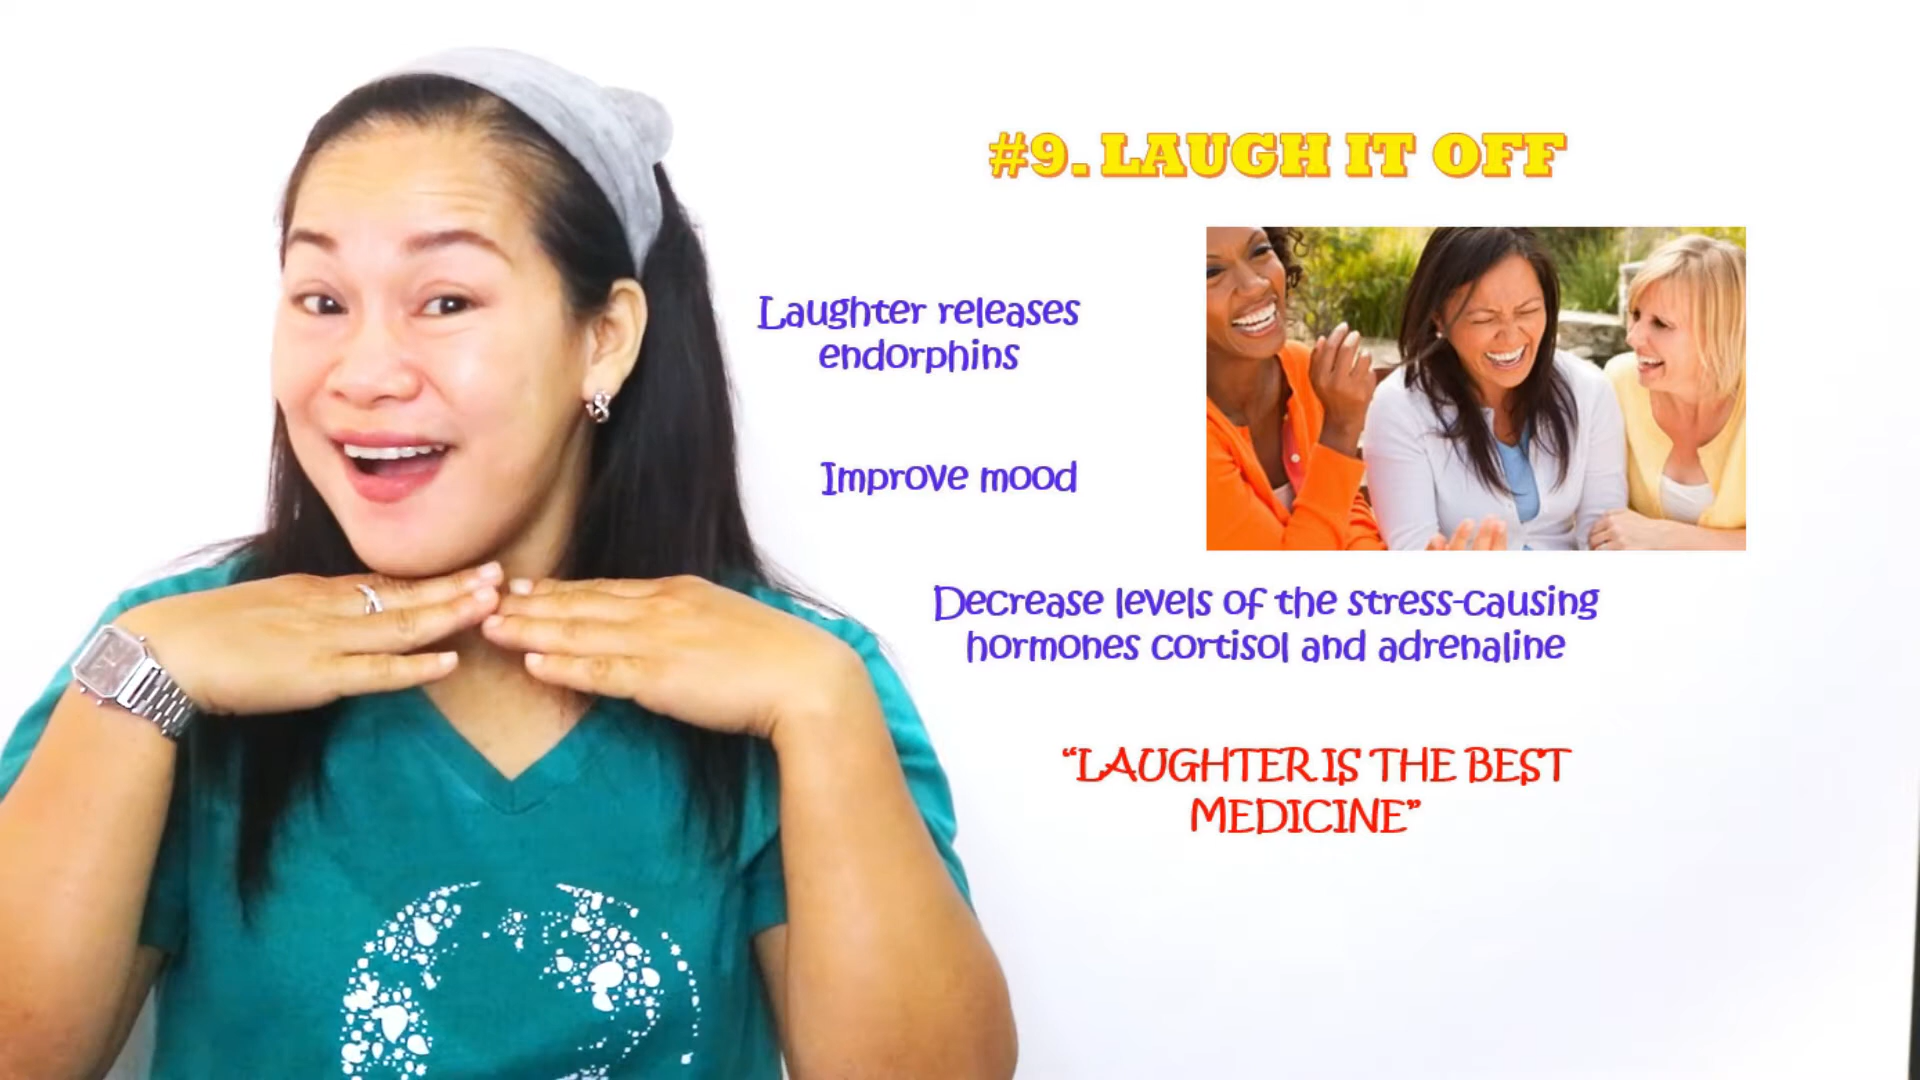 #9. LAUGH IT OFF
Laughter releases
endorphins
Improve mood
Decrease levels of the stress-causing
hormones cortisol and adrenaline
“LAUGHTER IS THE BEST
MEDICINE”